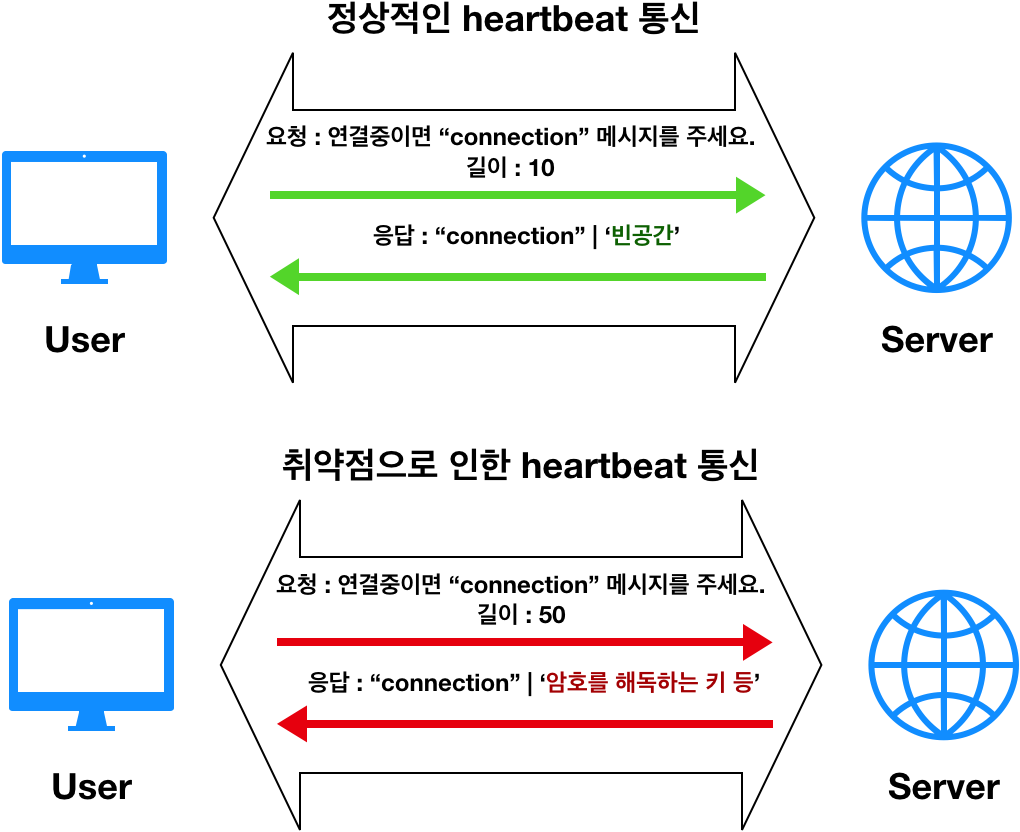 정상적인 heartbeat 통신
요청 : 연결중이면 “connection” 메시지를 주세요.
길이 : 10
응답 : “connection” | ‘빈공간’
User
Server
취약점으로 인한 heartbeat 통신
요청 : 연결중이면 “connection” 메시지를 주세요.
길이 : 50
응답 : “connection” | ‘암호를 해독하는 키 등’
User
Server